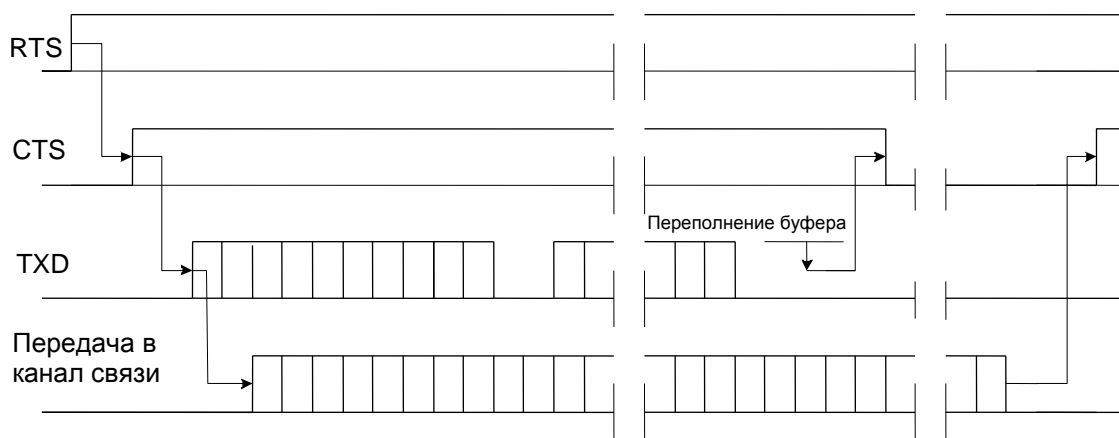 RTS
CTS
Переполнение буфера
TXD
Передача в
канал связи